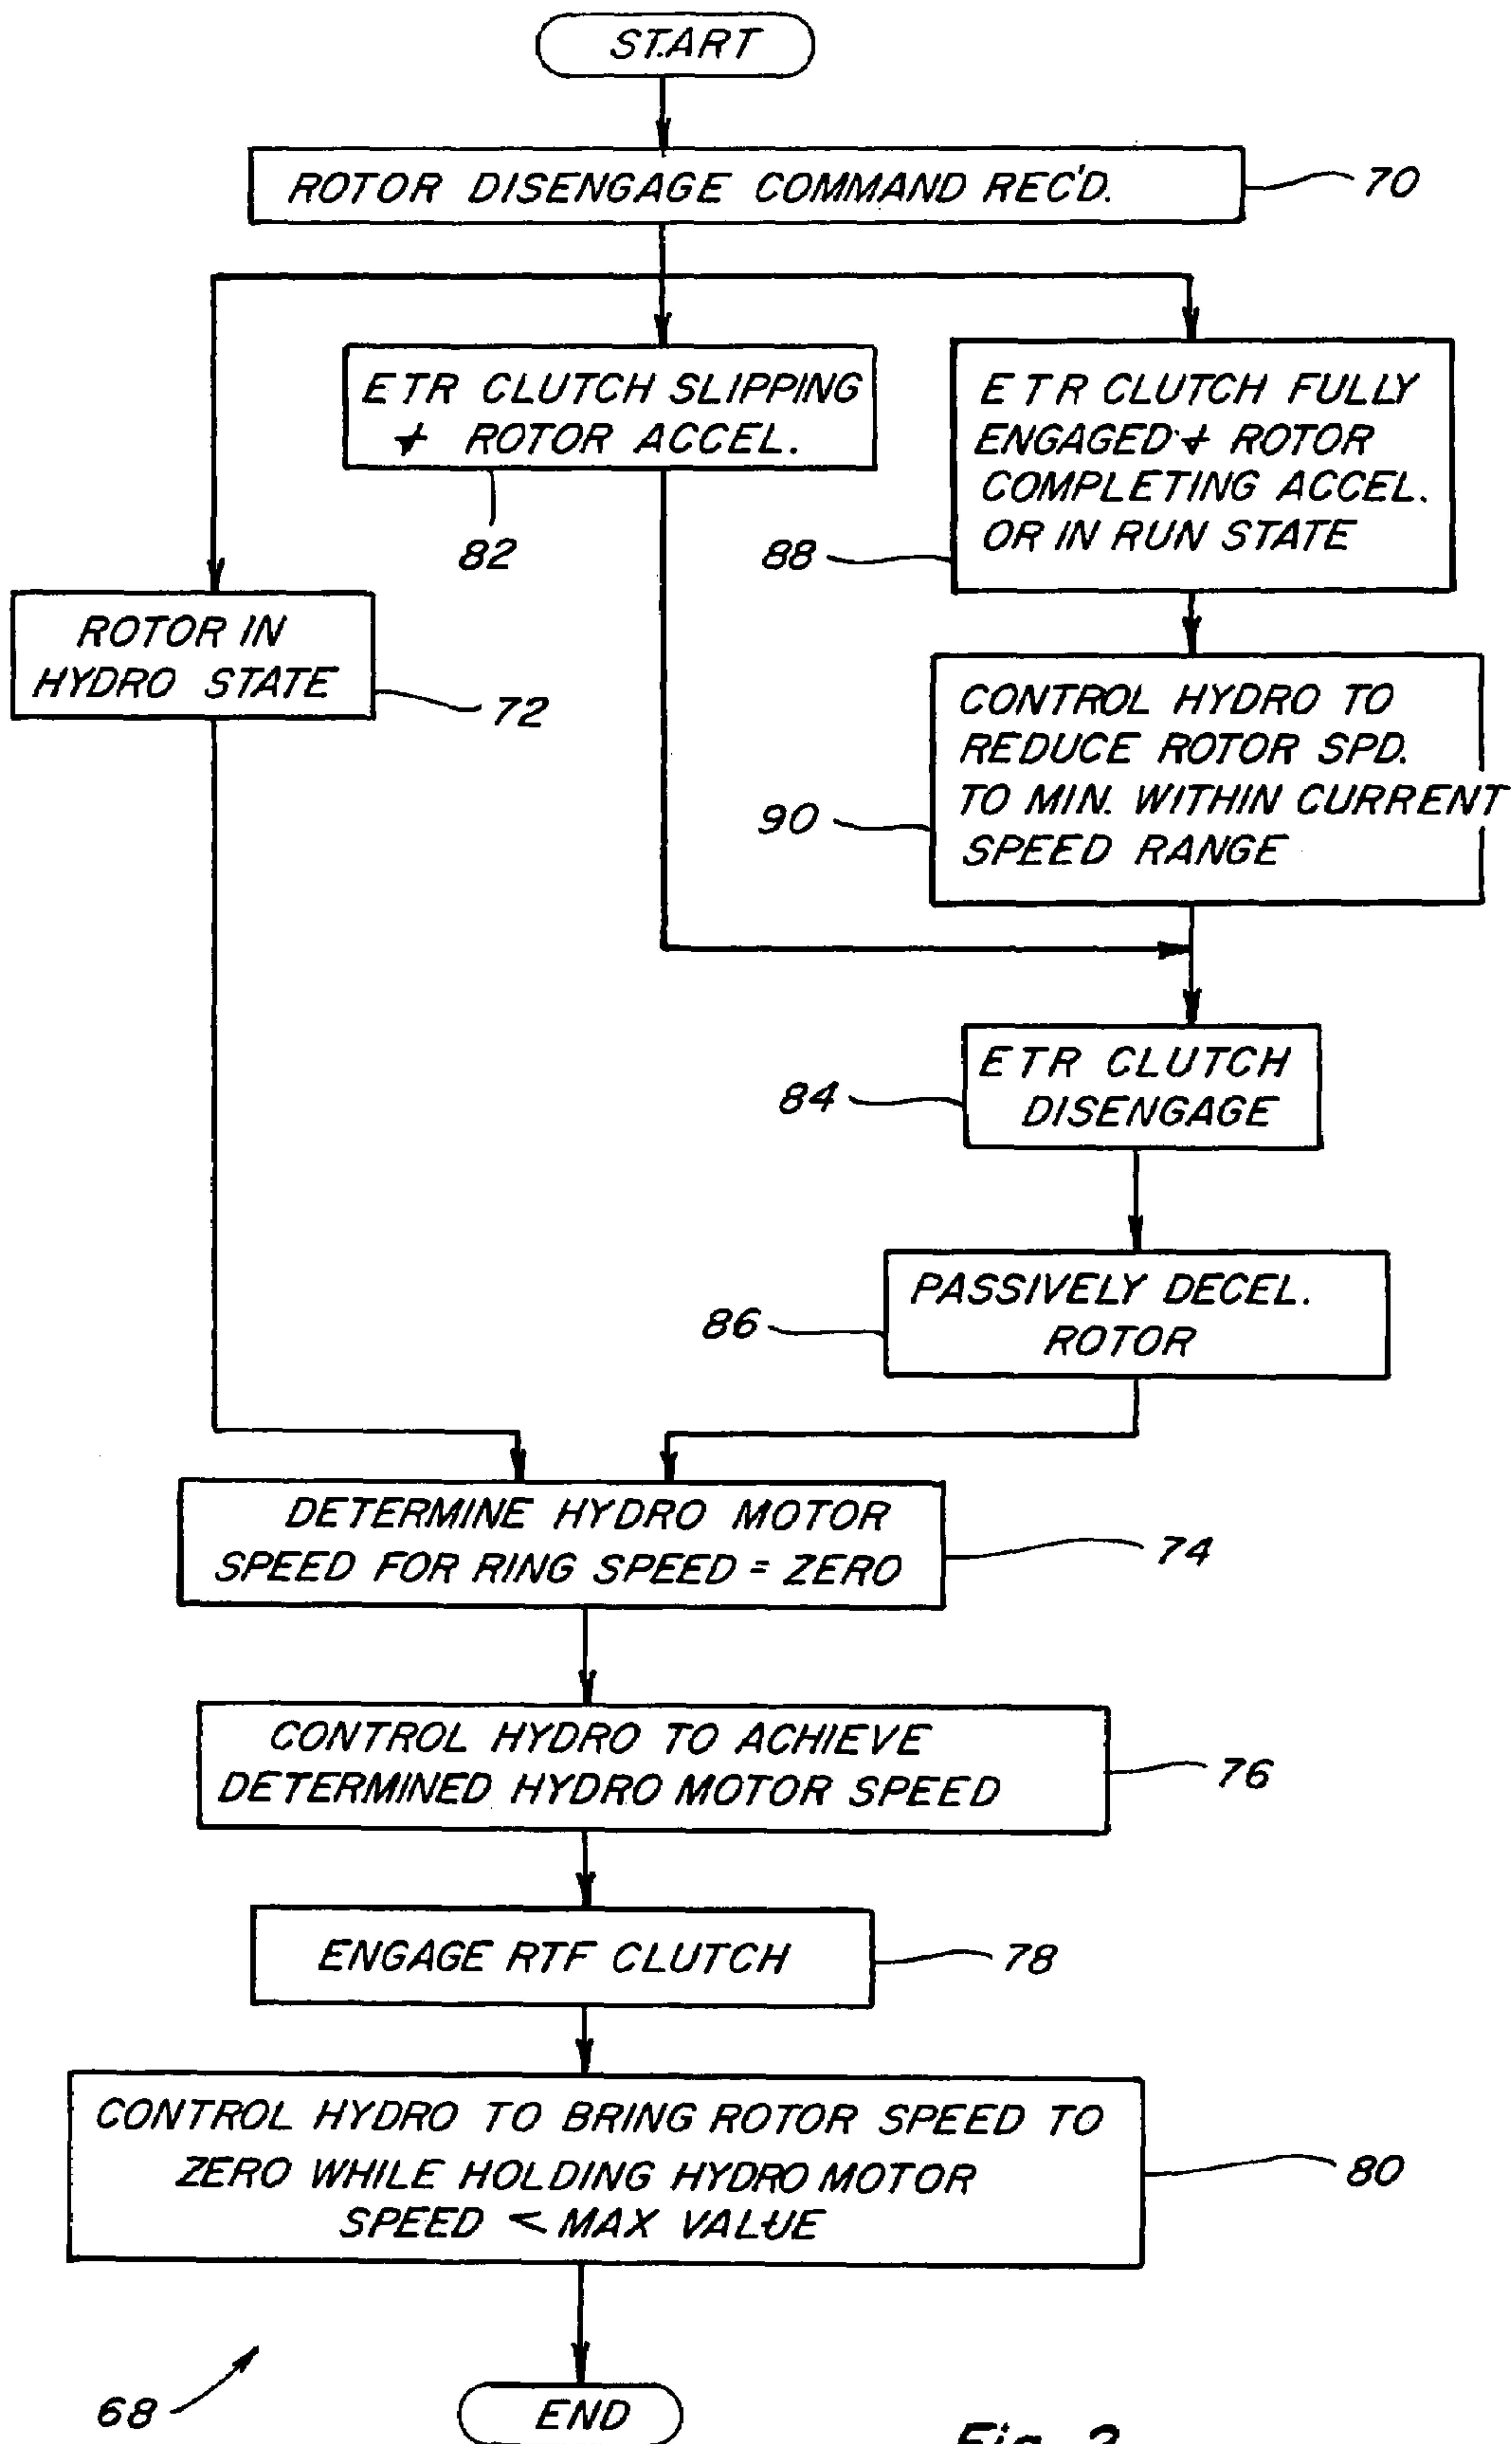 START
ROTOR DISENGAGE COMMAND REC'D.
70
ETR CLUTCH SLIPPING
+ ROTOR ACCEL.
82
ETR CLUTCH FULLY
ENGAGED + ROTOR
COMPLETING ACCEL.
OR IN RUN STATE
88
ROTOR IN
HYDRO STATE
72
CONTROL HYDRO TO
REDUCE ROTOR SPD.
TO MIN. WITHIN CURRENT
SPEED RANGE
90
ETR CLUTCH
DISENGAGE
84
PASSIVELY DECEL.
ROTOR
86
DETERMINE HYDRO MOTOR
SPEED FOR RING SPEED = ZERO
74
CONTROL HYDRO TO ACHIEVE
DETERMINED HYDRO MOTOR SPEED
76
ENGAGE RTF CLUTCH
78
CONTROL HYDRO TO BRING ROTOR SPEED TO
ZERO WHILE HOLDING HYDRO MOTOR
SPEED < MAX VALUE
80
68
END
Fig.